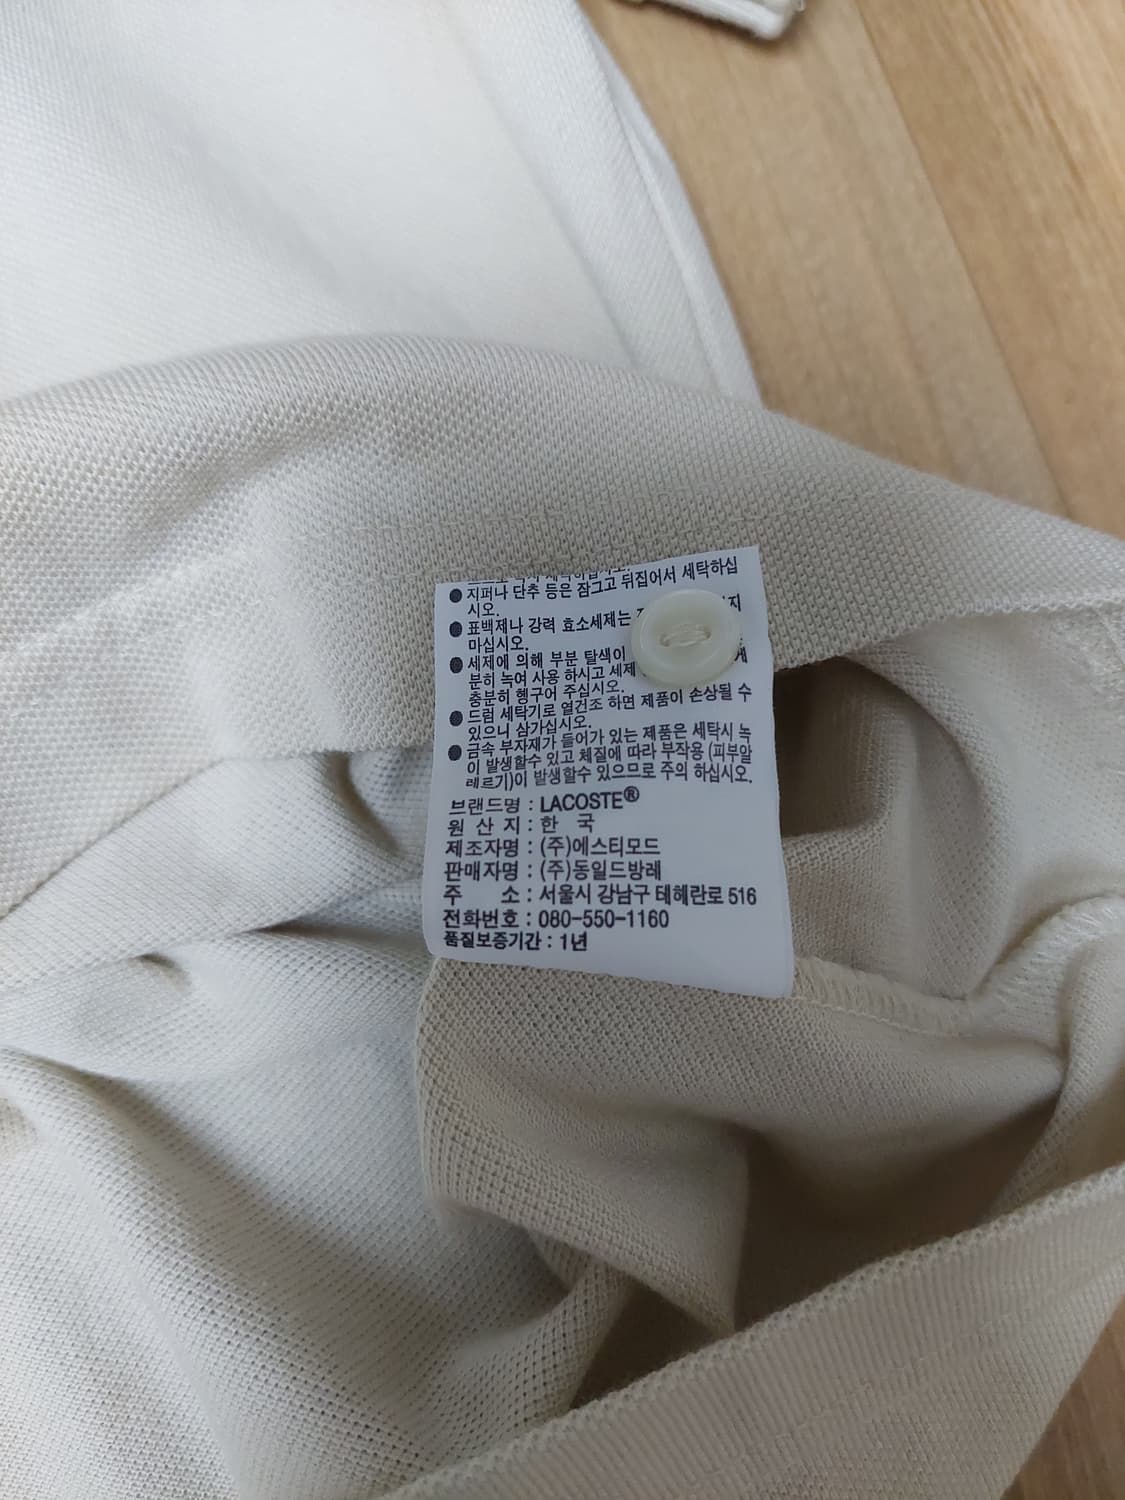 ● 지퍼나 단추 등은 잠그고 뒤집어서 세탁하십
시오.
● 표백제나 강력 효소세제는
마십시오.
● 세제에 의해 부분 탈색이
분히 녹여 사용 하시고 세제
충분히 헹구어 주십시오.
● 드럼 세탁기로 열건조 하면 제품이 손상될 수
있으니 삼가십시오.
● 금속 부자재가 들어가 있는 제품은 세탁시 녹
이 발생할수 있고 체질에 따라 부작용 (피부알
레르기)이 발생할수 있으므로 주의 하십시오.
브랜드명 : LACOSTE®
원 산 지 : 한 국
제조자명 : (주)에스티모드
판매자명 : (주)동일드방레
주 소 : 서울시 강남구 테헤란로 516
전화번호 : 080-550-1160
품질보증기간 : 1년